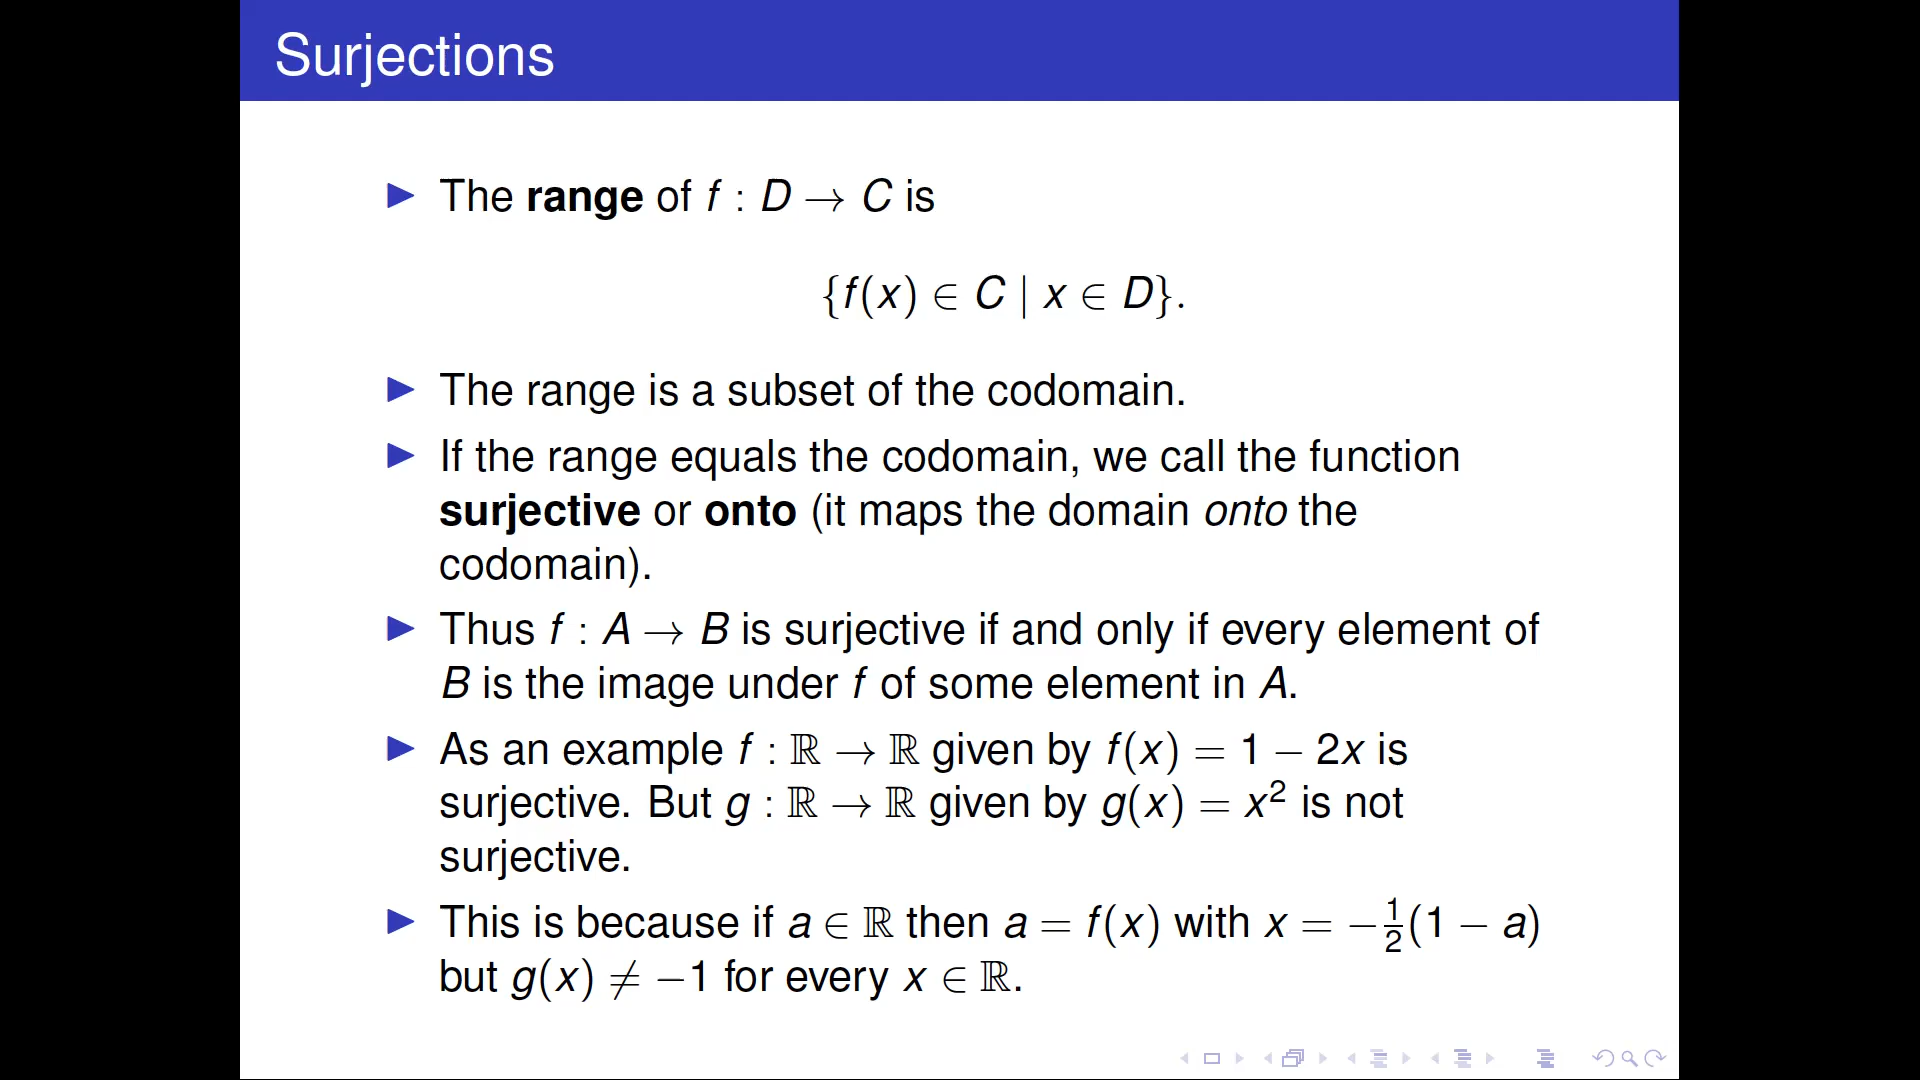 Surjections
The range of f : D → C is
{f(x) ∈ C | x ∈ D}.
The range is a subset of the codomain.
If the range equals the codomain, we call the function
surjective or onto (it maps the domain onto the
codomain).
Thus f : A → B is surjective if and only if every element of
B is the image under f of some element in A.
As an example f : ℝ → ℝ given by f(x) = 1 − 2x is
surjective. But g : ℝ → ℝ given by g(x) = x² is not
surjective.
This is because if a ∈ ℝ then a = f(x) with x = −½(1 − a)
but g(x) ≠ −1 for every x ∈ ℝ.